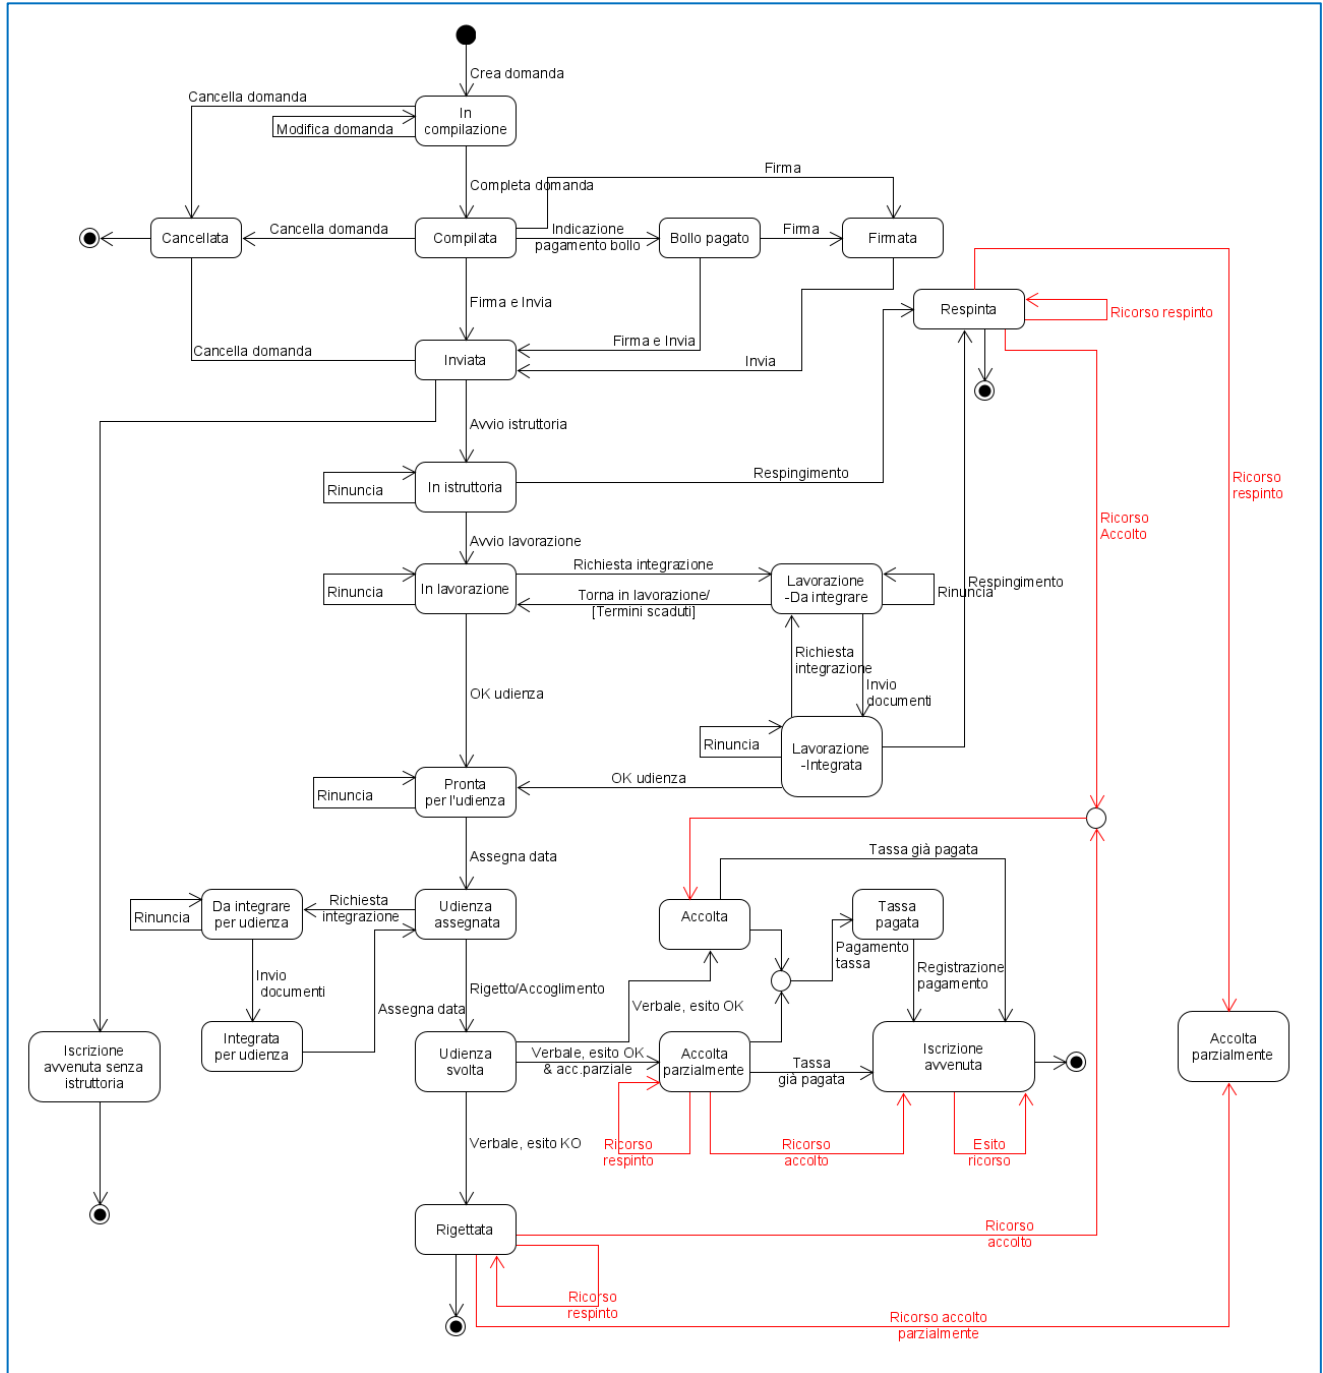 Crea domanda
Cancella domanda
In
compilazione
Modifica domanda
Firma
Completa domanda
Cancellata
Cancella domanda
Compilata
Indicazione
pagamento bollo
Bollo pagato
Firma
Firmata
Firma e Invia
Respinta
Ricorso respinto
Cancella domanda
Inviata
Firma e Invia
Invia
Avvio istruttoria
Rinuncia
In istruttoria
Respingimento
Ricorso
respinto
Ricorso
Accolto
Avvio lavorazione
Rinuncia
In lavorazione
Richiesta integrazione
Torna in lavorazione/
[Termini scaduti]
Lavorazione
-Da integrare
Rinuncia
Respingimento
Richiesta
integrazione
Invio
documenti
OK udienza
Rinuncia
Lavorazione
-Integrata
Rinuncia
Pronta
per l'udienza
OK udienza
Assegna data
Tassa già pagata
Rinuncia
Da integrare
per udienza
Richiesta
integrazione
Udienza
assegnata
Accolta
Tassa
pagata
Pagamento
tassa
Invio
documenti
Rigetto/Accoglimento
Registrazione
pagamento
Assegna data
Verbale, esito OK
Iscrizione
avvenuta senza
istruttoria
Integrata
per udienza
Udienza
svolta
Verbale, esito OK
& acc.parziale
Accolta
parzialmente
Tassa
già pagata
Iscrizione
avvenuta
Accolta
parzialmente
Verbale, esito KO
Ricorso
respinto
Ricorso
accolto
Esito
ricorso
Rigettata
Ricorso
accolto
Ricorso
respinto
Ricorso accolto
parzialmente